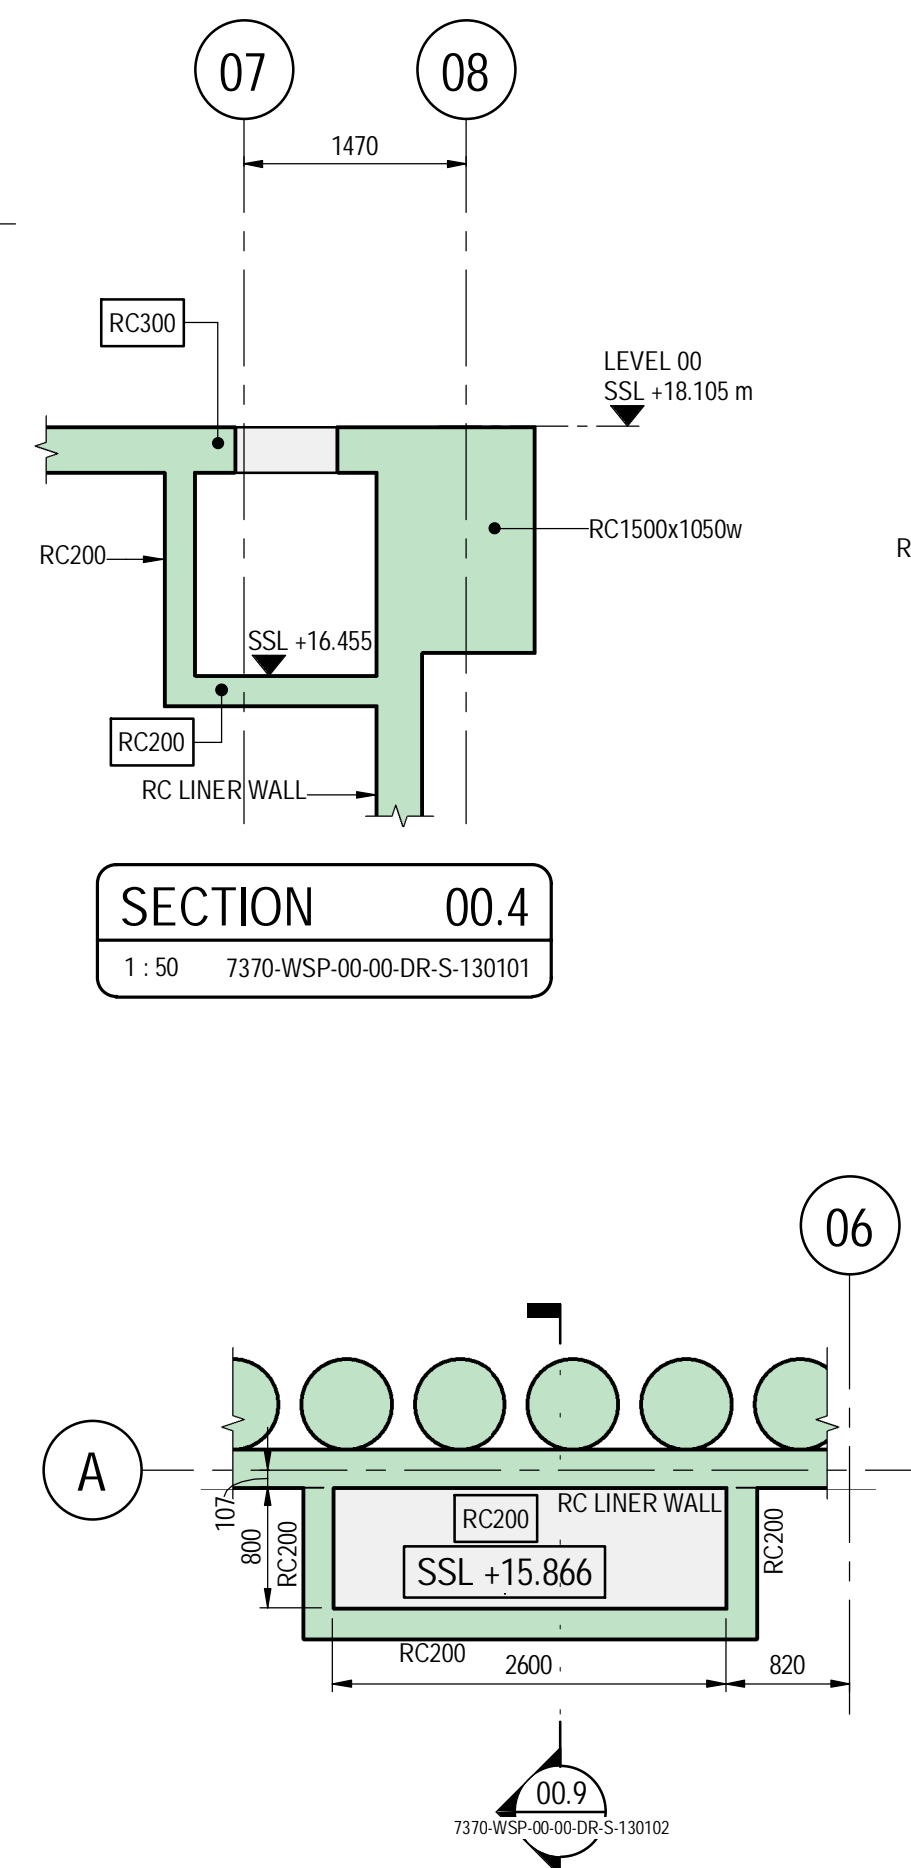 07
08
1470
RC300
LEVEL 00
SSL +18.105 m
RC1500x1050w
RC200
R
SSL +16.455
RC200
RC LINER WALL
SECTION 00.4
1 : 50 7370-WSP-00-00-DR-S-130101
06
A
107
800
RC200
RC200
RC LINER WALL
SSL +15.866
RC200
RC200
2600
820
00.9
7370-WSP-00-00-DR-S-130102